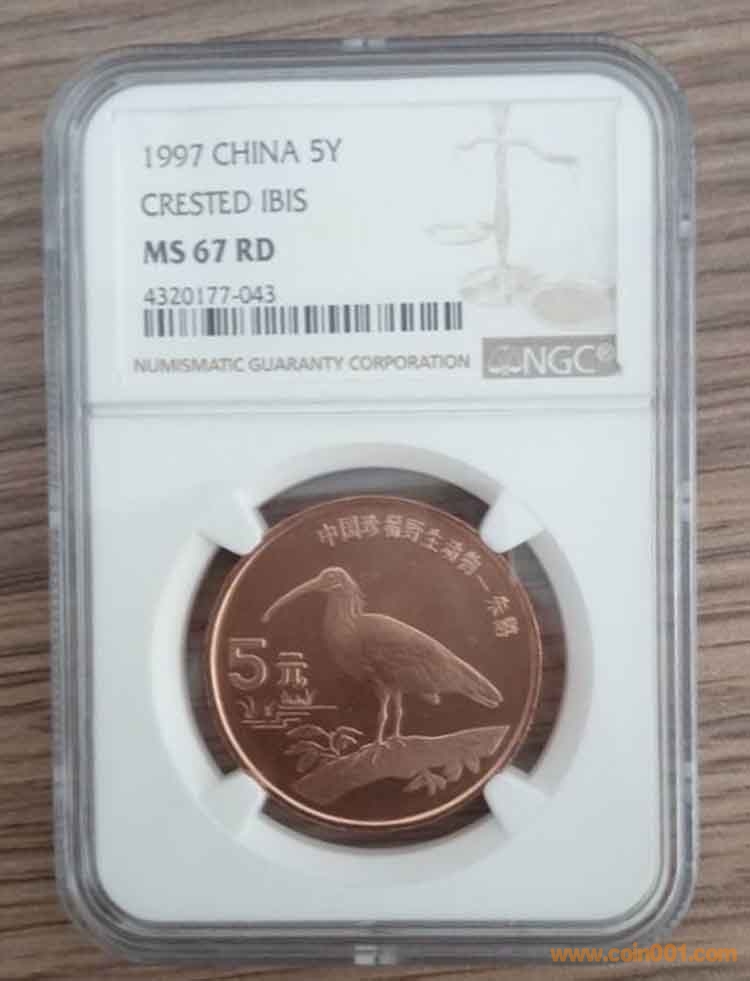 1997 CHINA 5Y
CRESTED IBIS
MS 67 RD
4320177-043
NUMISMATIC GUARANTY CORPORATION
NGC®
中国珍稀野生动物—朱鹮
5元
www.coin001.com